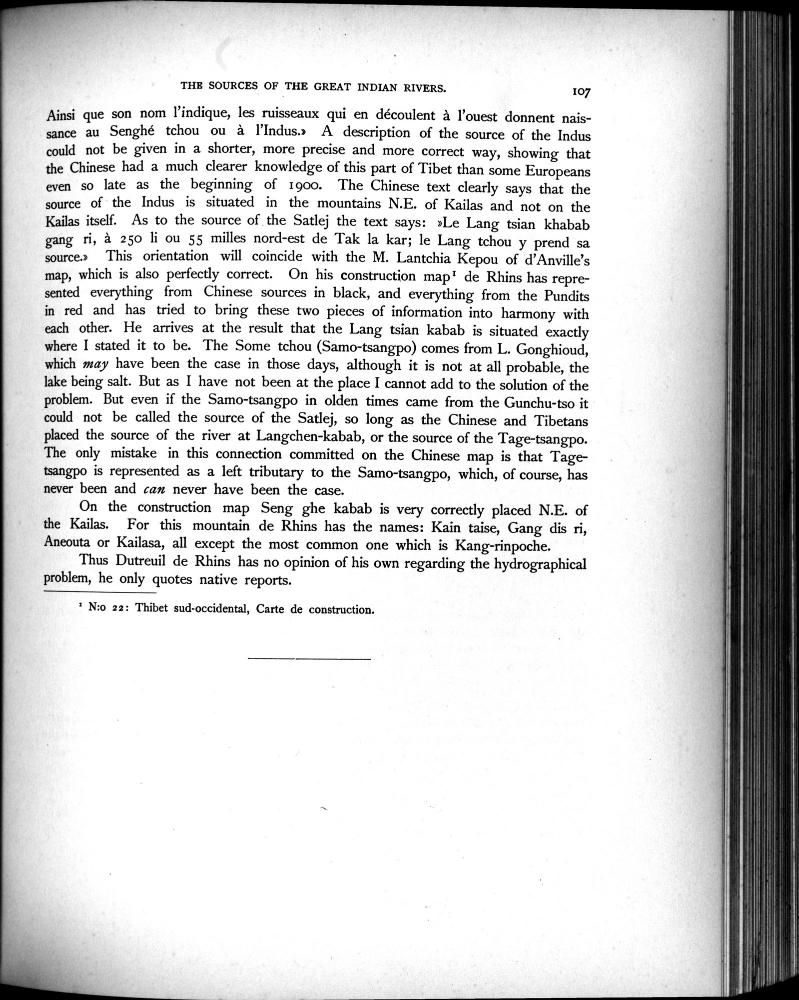 THE SOURCES OF THE GREAT INDIAN RIVERS.
107
Ainsi que son nom l'indique, les ruisseaux qui en découlent à l'ouest donnent nais-
sance au Senghé tchou ou à l'Indus.» A description of the source of the Indus
could not be given in a shorter, more precise and more correct way, showing that
the Chinese had a much clearer knowledge of this part of Tibet than some Europeans
even so late as the beginning of 1900. The Chinese text clearly says that the
source of the Indus is situated in the mountains N.E. of Kailas and not on the
Kailas itself. As to the source of the Satlej the text says: »Le Lang tsian khabab
gang ri, à 250 li ou 55 milles nord-est de Tak la kar; le Lang tchou y prend sa
source.» This orientation will coincide with the M. Lantchia Kepou of d'Anville's
map, which is also perfectly correct. On his construction map¹ de Rhins has repre-
sented everything from Chinese sources in black, and everything from the Pundits
in red and has tried to bring these two pieces of information into harmony with
each other. He arrives at the result that the Lang tsian kabab is situated exactly
where I stated it to be. The Some tchou (Samo-tsangpo) comes from L. Gonghioud,
which may have been the case in those days, although it is not at all probable, the
lake being salt. But as I have not been at the place I cannot add to the solution of the
problem. But even if the Samo-tsangpo in olden times came from the Gunchu-tso it
could not be called the source of the Satlej, so long as the Chinese and Tibetans
placed the source of the river at Langchen-kabab, or the source of the Tage-tsangpo.
The only mistake in this connection committed on the Chinese map is that Tage-
tsangpo is represented as a left tributary to the Samo-tsangpo, which, of course, has
never been and can never have been the case.
On the construction map Seng ghe kabab is very correctly placed N.E. of
the Kailas. For this mountain de Rhins has the names: Kain taise, Gang dis ri,
Aneouta or Kailasa, all except the most common one which is Kang-rinpoche.
Thus Dutreuil de Rhins has no opinion of his own regarding the hydrographical
problem, he only quotes native reports.
¹ N:o 22: Thibet sud-occidental, Carte de construction.